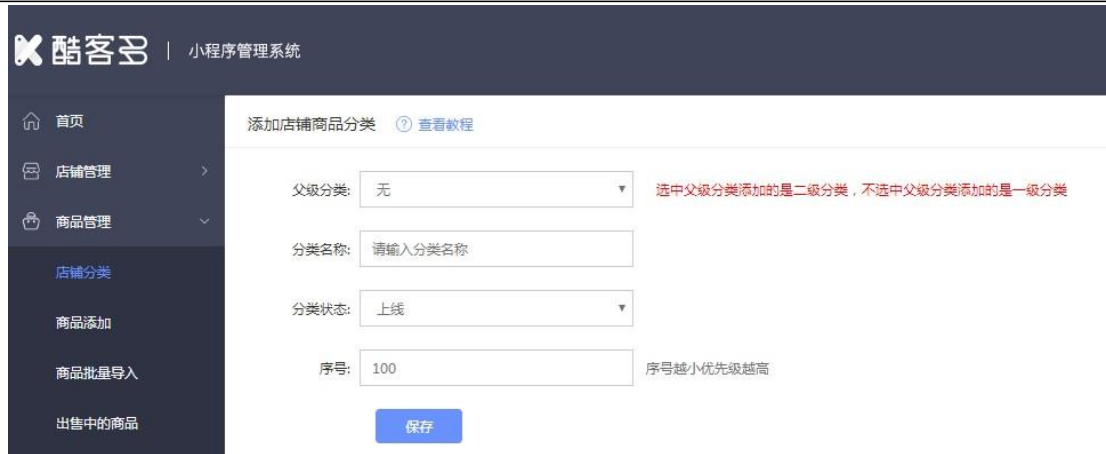 酷客多 | 小程序管理系统
首页
店铺管理
商品管理
店铺分类
商品添加
商品批量导入
出售中的商品
添加店铺商品分类 ? 查看教程
父级分类: 无 选中父级分类添加的是二级分类，不选中父级分类添加的是一级分类
分类名称: 请输入分类名称
分类状态: 上线
序号: 100 序号越小优先级越高
保存